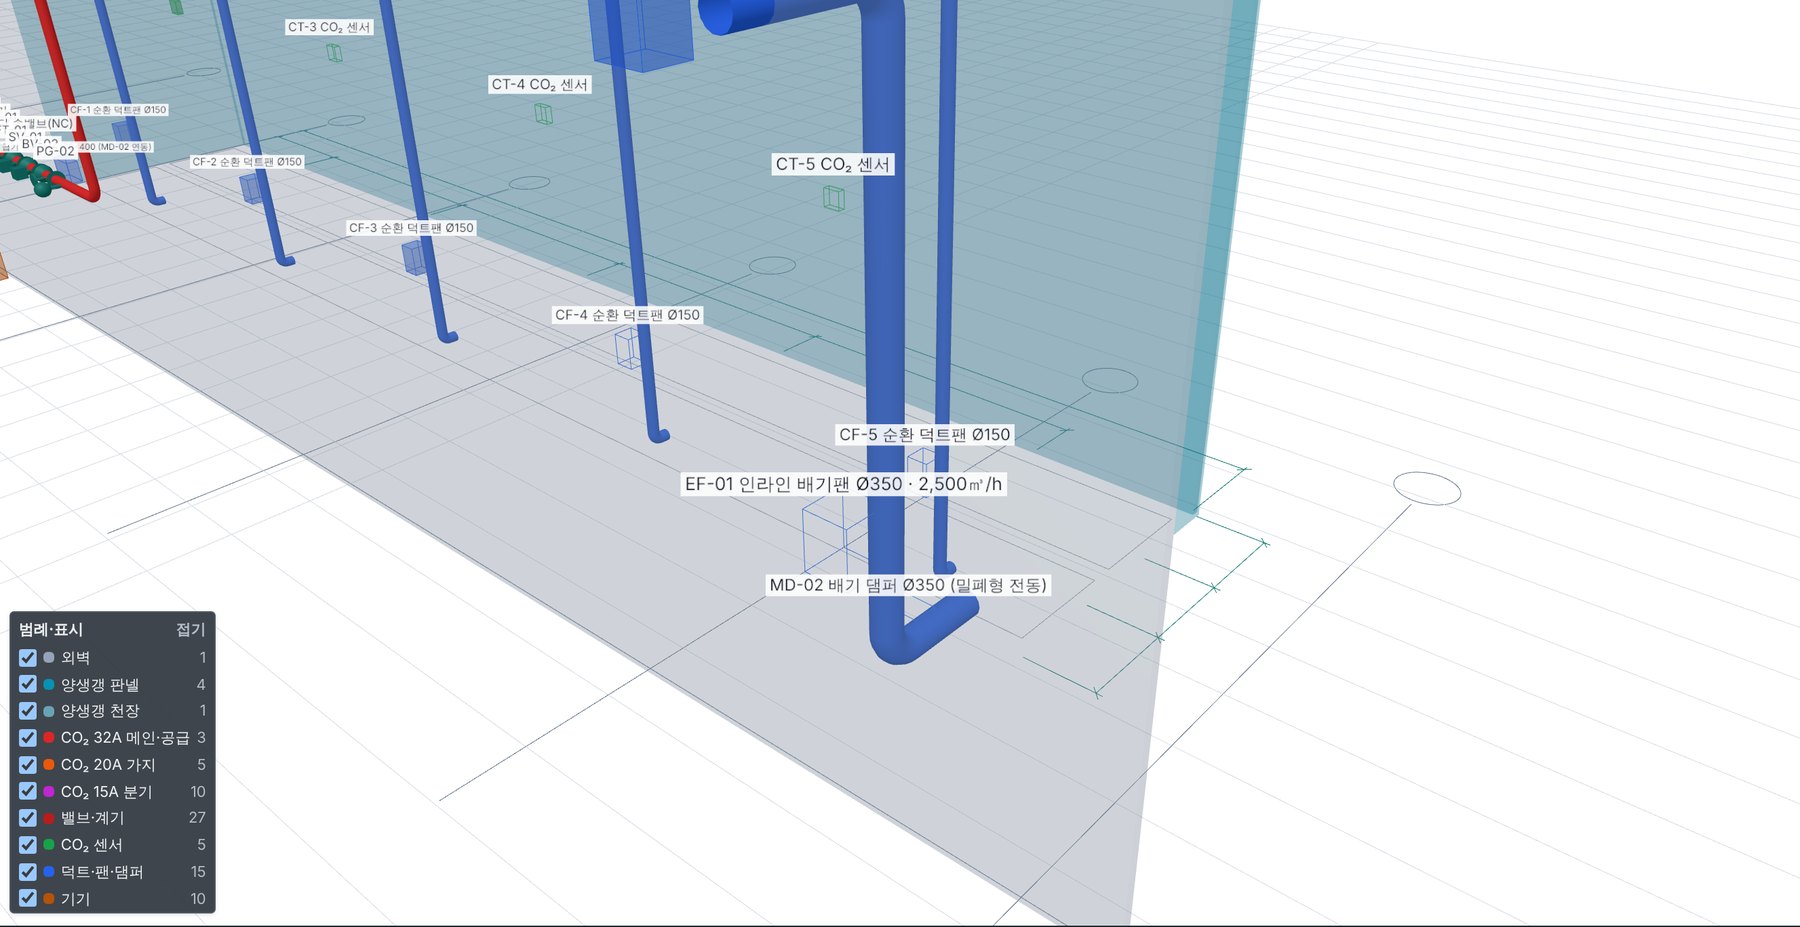 CT-3 CO₂ 센서
CT-4 CO₂ 센서
CF-1 순환 덕트팬 Ø150
브(NC)
SV-01
BV-02
400 (MD-02 연동)
PG-02
CF-2 순환 덕트팬 Ø150
CT-5 CO₂ 센서
CF-3 순환 덕트팬 Ø150
CF-4 순환 덕트팬 Ø150
CF-5 순환 덕트팬 Ø150
EF-01 인라인 배기팬 Ø350 · 2,500㎥/h
MD-02 배기 댐퍼 Ø350 (밀폐형 전동)
범례·표시 접기
외벽 1
양생갱 판넬 4
양생갱 천장 1
CO₂ 32A 메인·공급 3
CO₂ 20A 가지 5
CO₂ 15A 분기 10
밸브·계기 27
CO₂ 센서 5
덕트·팬·댐퍼 15
기기 10